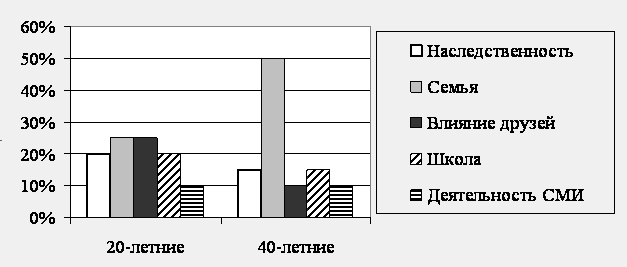 60%
50%
40%
30%
20%
10%
0%
20-летние
40-летние
Наследственность
Семья
Влияние друзей
Школа
Деятельность СМИ